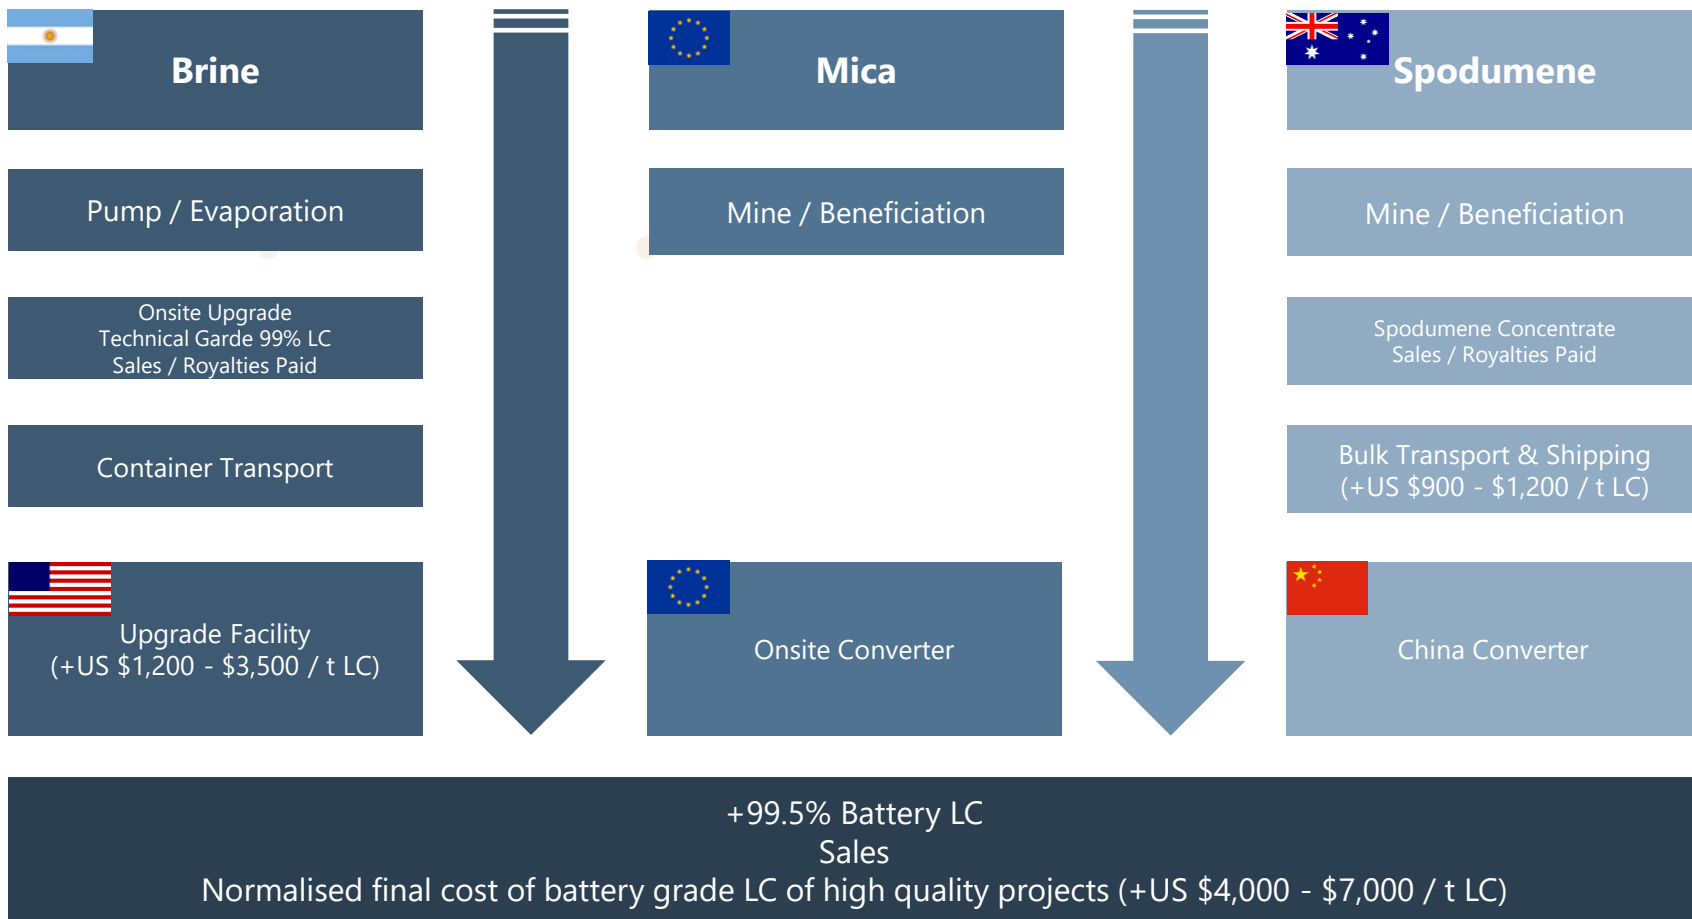 Brine
Pump / Evaporation
Onsite Upgrade
Technical Garde 99% LC
Sales / Royalties Paid
Container Transport
Upgrade Facility
(+US $1,200 - $3,500 / t LC)
Mica
Mine / Beneficiation
Onsite Converter
Spodumene
Mine / Beneficiation
Spodumene Concentrate
Sales / Royalties Paid
Bulk Transport & Shipping
(+US $900 - $1,200 / t LC)
China Converter
+99.5% Battery LC
Sales
Normalised final cost of battery grade LC of high quality projects (+US $4,000 - $7,000 / t LC)